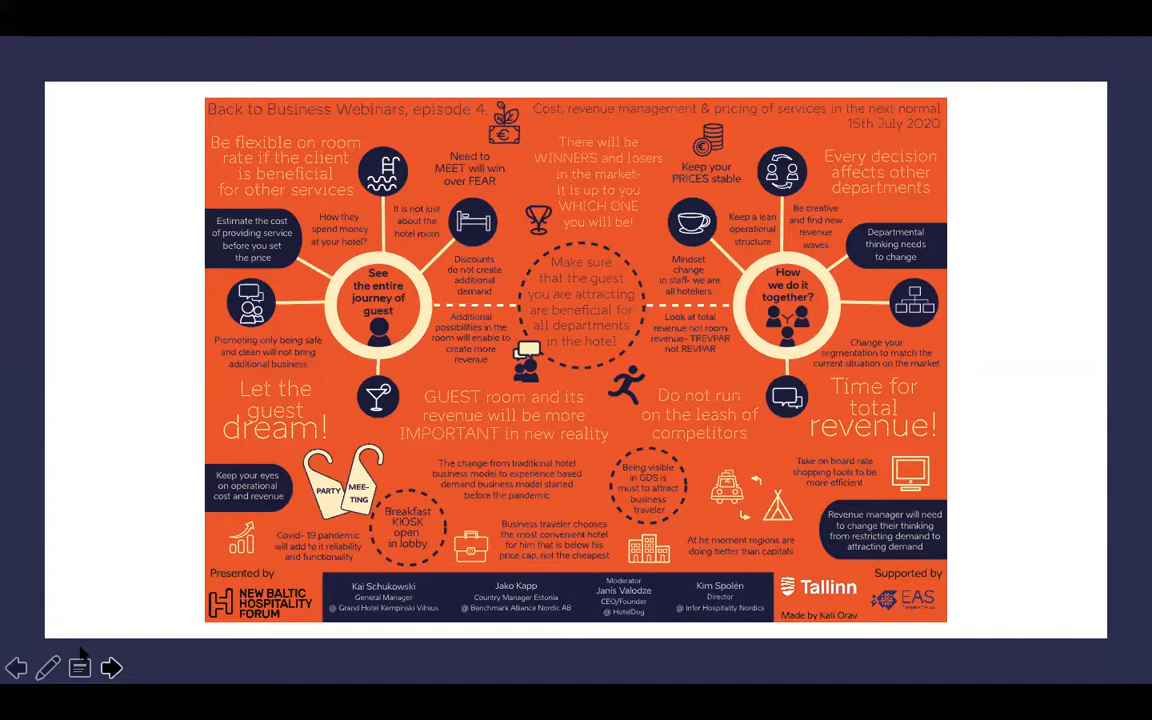 Back to Business Webinars, episode 4.
Cost, revenue management & pricing of services in the next normal
15th July 2020
Be flexible on room
rate if the client
is beneficial
for other services
Need to
MEET will win
over FEAR
There will be
WINNERS and losers
in the market-
it is up to you
WHICH ONE
you will be!
Keep your
PRICES stable
Every decision
affects other
departments
Estimate the cost
of providing service
before you set
the price
How they
spend money
at your hotel?
It is not just
about the
hotel room
Keep a lean
operational
structure
Be creative
and find new
revenue
waves
Departmental
thinking needs
to change
See
the entire
journey of
guest
Discounts
do not create
additional
demand
Make sure
that the guest
you are attracting
are beneficial for
all departments
in the hotel
Mindset
change
in staff- we are
all hoteliers
How
we do it
together?
Promoting only being safe
and clean will not bring
additional business
Additional
possibilities in the
room will enable to
create more
revenue
Look at total
revenue not room
revenue- TREVPAR
not REVPAR
Change your
segmentation to match the
current situation on the market
Let the
guest
dream!
GUEST room and its
revenue will be more
IMPORTANT in new reality
Do not run
on the leash of
competitors
Time for
total
revenue!
Keep your eyes
on operational
cost and revenue
PARTY
MEE-
TING
The change from traditional hotel
business model to experience based
demand business model started
before the pandemic
Being visible
in GDS is
must to attract
business
traveler
Take on board rate
shopping tools to be
more efficient
Covid- 19 pandemic
will add to it reliability
and functionality
Breakfast
KIOSK
open
in lobby
Business traveler chooses
the most convenient hotel
for him that is below his
price cap, not the cheapest
At he moment regions are
doing better than capitals
Revenue manager will need
to change their thinking
from restricting demand to
attracting demand
Presented by
NEW BALTIC
HOSPITALITY
FORUM
Kai Schukowski
General Manager
@ Grand Hotel Kempinski Vilnius
Jako Kapp
Country Manager Estonia
@ Benchmark Alliance Nordic AB
Moderator
Janis Valodze
CEO/Founder
@ HotelDog
Kim Spolén
Director
@ Infor Hospitality Nordics
Tallinn
Made by Kati Orav
Supported by
EAS